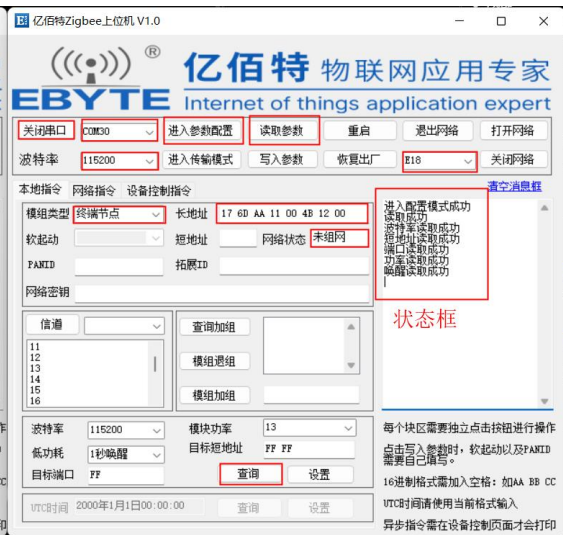 亿佰特Zigbee上位机 V1.0
®
亿佰特 物联网应用专家
EBYTE Internet of things application expert
关闭串口 COM30 进入参数配置 读取参数 重启 退出网络 打开网络
波特率 115200 进入传输模式 写入参数 恢复出厂 E18 关闭网络
本地指令 网络指令 设备控制指令 清空消息框
模组类型 终端节点 长地址 17 6D AA 11 00 4B 12 00
软起动 短地址 网络状态 未组网
PANID 拓展ID
网络密钥
进入配置模式成功
读取成功
波特率读取成功
短地址读取成功
端口读取成功
功率读取成功
唤醒读取成功
状态框
信道 查询加组
11
12
13
14
15
16
模组退组
模组加组
波特率 115200 模块功率 13
低功耗 1秒唤醒 目标短地址 FF FF
目标端口 FF 查询 设置
UTC时间 2000年1月1日00:00:00 查询 设置
每个块区需要独立点击按钮进行操作
点击写入参数时，软起动以及PANID
需要自己填写。
16进制格式需加入空格：如AA BB CC
UTC时间请使用当前格式输入
异步指令需在设备控制页面才会打印